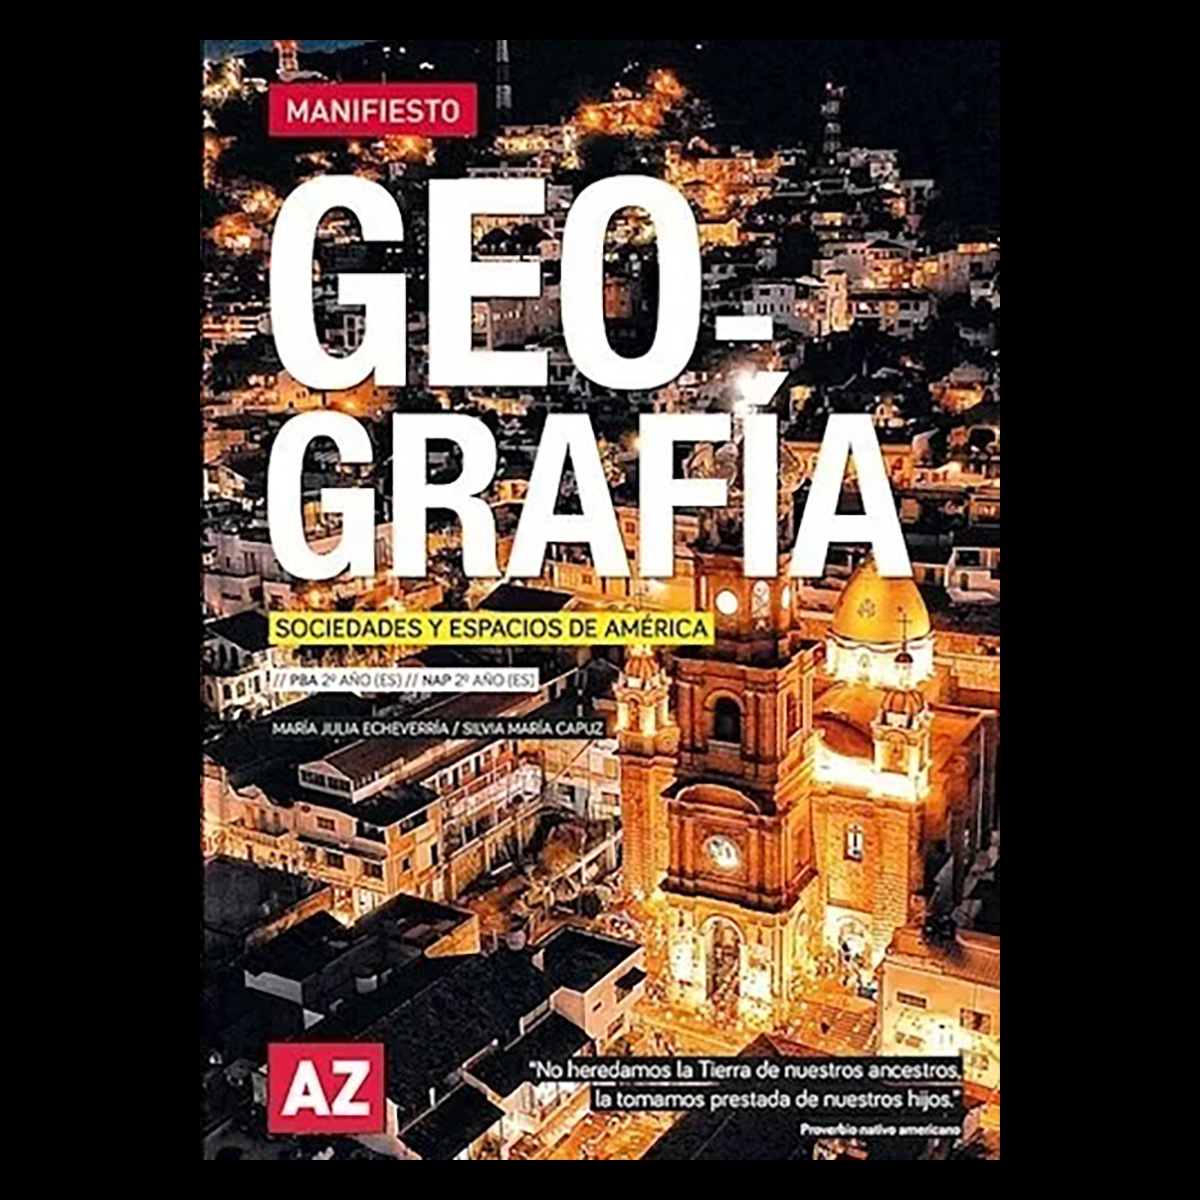 MANIFIESTO
GEO-
GRAFÍA
SOCIEDADES Y ESPACIOS DE AMÉRICA
// PBA 2º AÑO (ES) // NAP 2º AÑO (ES)
MARÍA JULIA ECHEVERRÍA / SILVIA MARÍA CAPUZ
AZ
"No heredamos la Tierra de nuestros ancestros,
la tomamos prestada de nuestros hijos."
Proverbio nativo americano